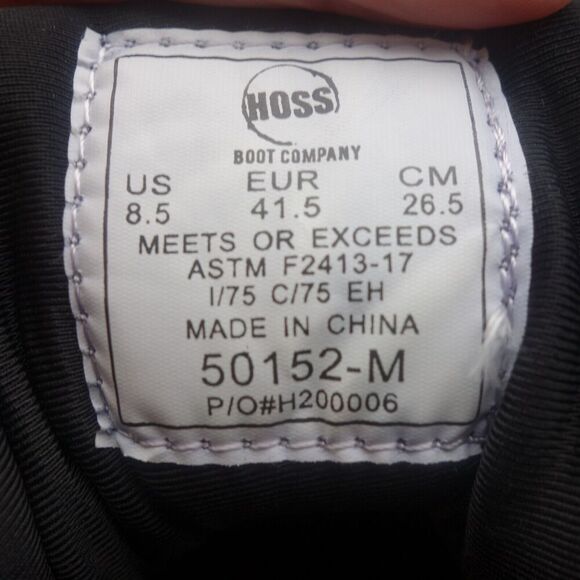 HOSS
BOOT COMPANY
US EUR CM
8.5 41.5 26.5
MEETS OR EXCEEDS
ASTM F2413-17
I/75 C/75 EH
MADE IN CHINA
50152-M
P/O#H200006